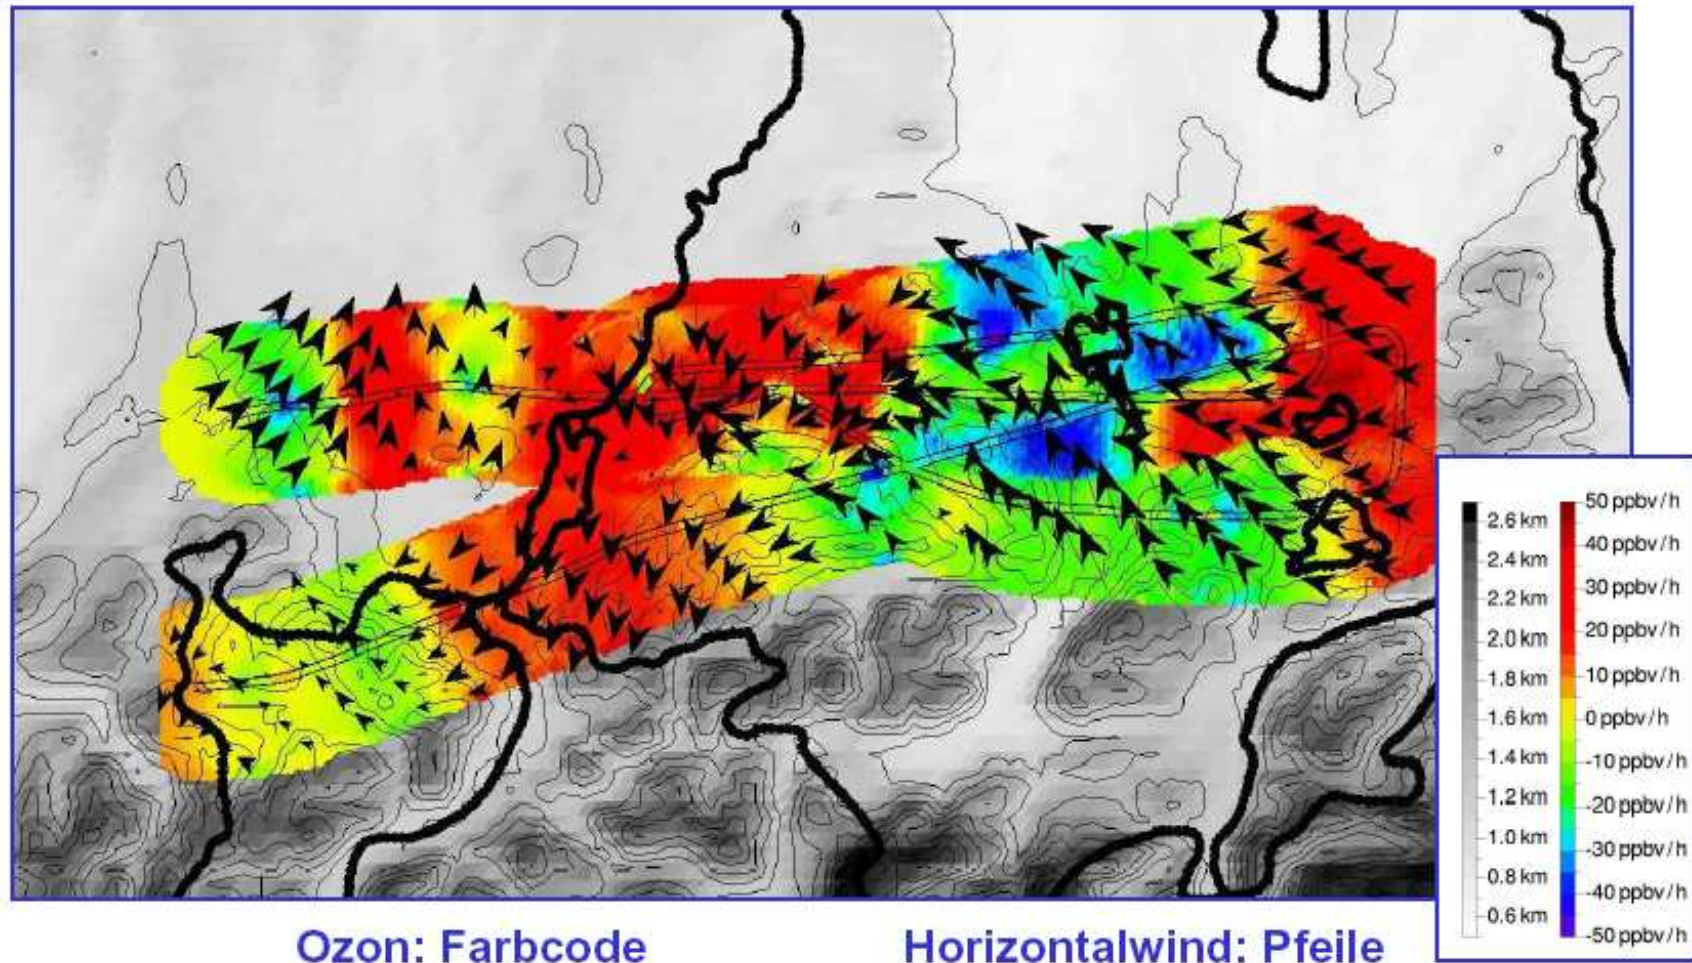 2.6 km
2.4 km
2.2 km
2.0 km
1.8 km
1.6 km
1.4 km
1.2 km
1.0 km
0.8 km
0.6 km
50 ppbv/h
40 ppbv/h
30 ppbv/h
20 ppbv/h
10 ppbv/h
0 ppbv/h
-10 ppbv/h
-20 ppbv/h
-30 ppbv/h
-40 ppbv/h
-50 ppbv/h
Ozon: Farbcode
Horizontalwind: Pfeile